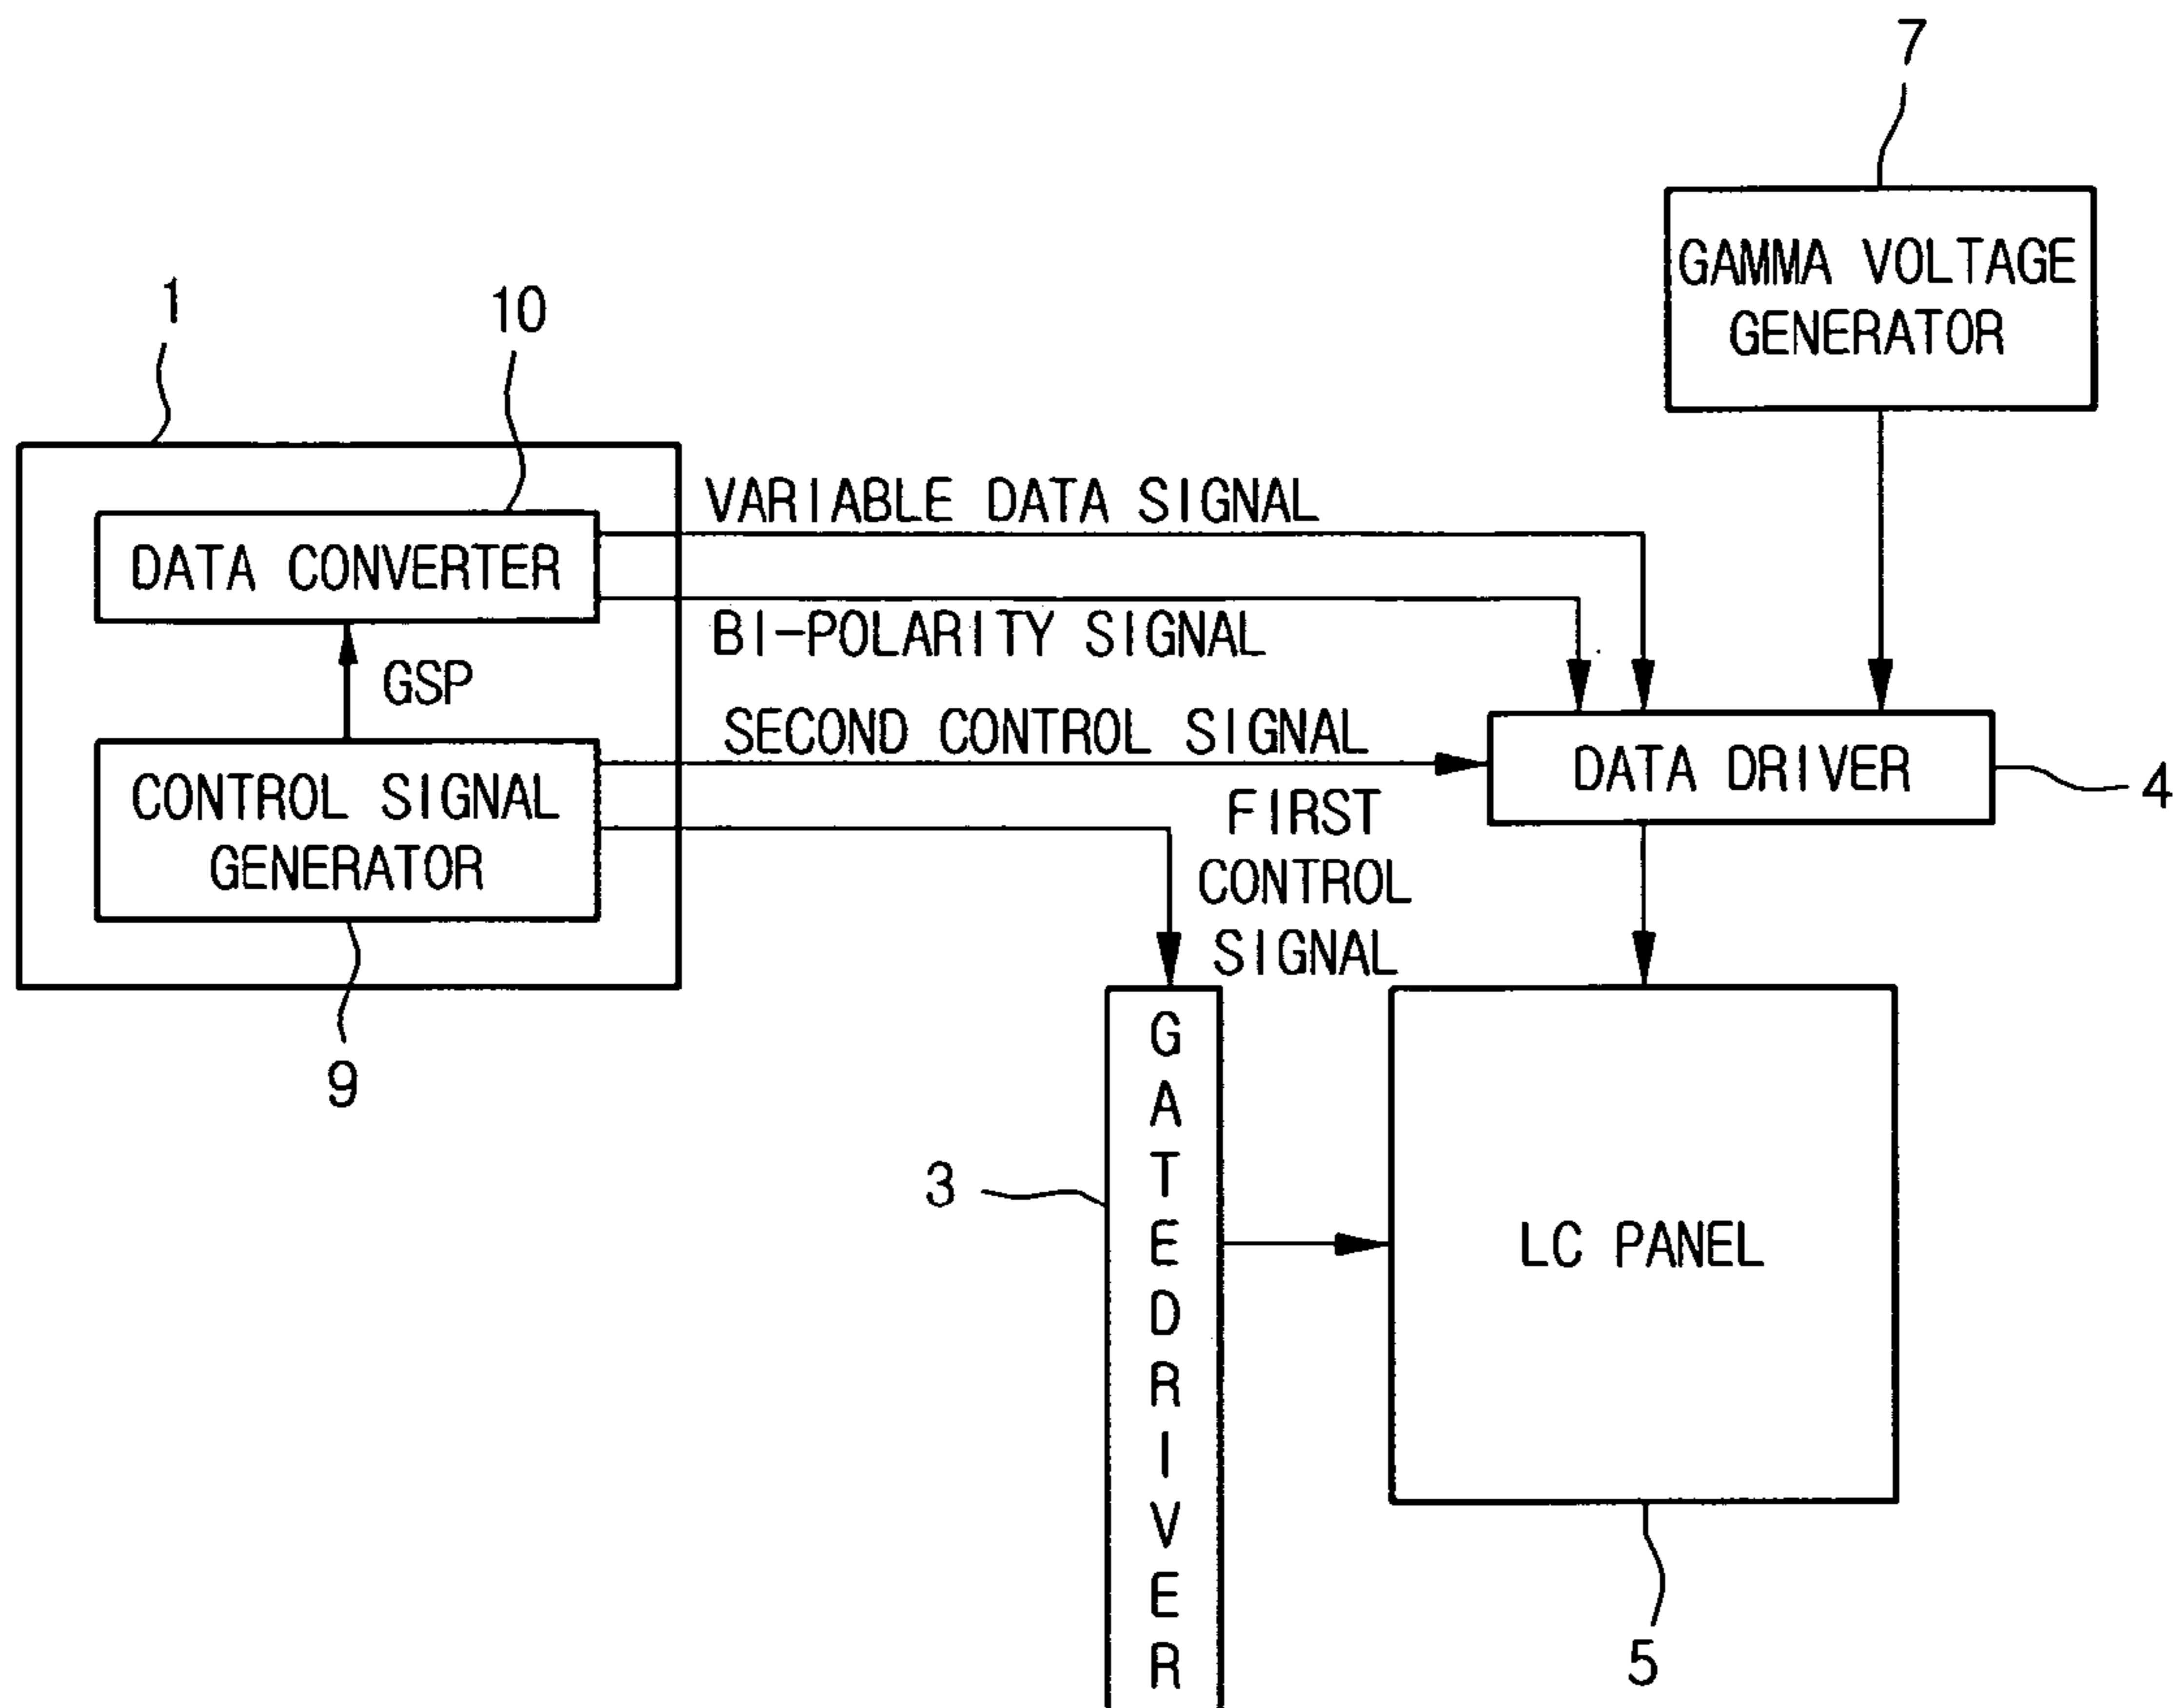 7
GAMMA VOLTAGE
GENERATOR
1
10
VARIABLE DATA SIGNAL
DATA CONVERTER
BI-POLARITY SIGNAL
GSP
SECOND CONTROL SIGNAL
DATA DRIVER
4
CONTROL SIGNAL
GENERATOR
FIRST
CONTROL
SIGNAL
9
GATEDRIVER
3
LC PANEL
5